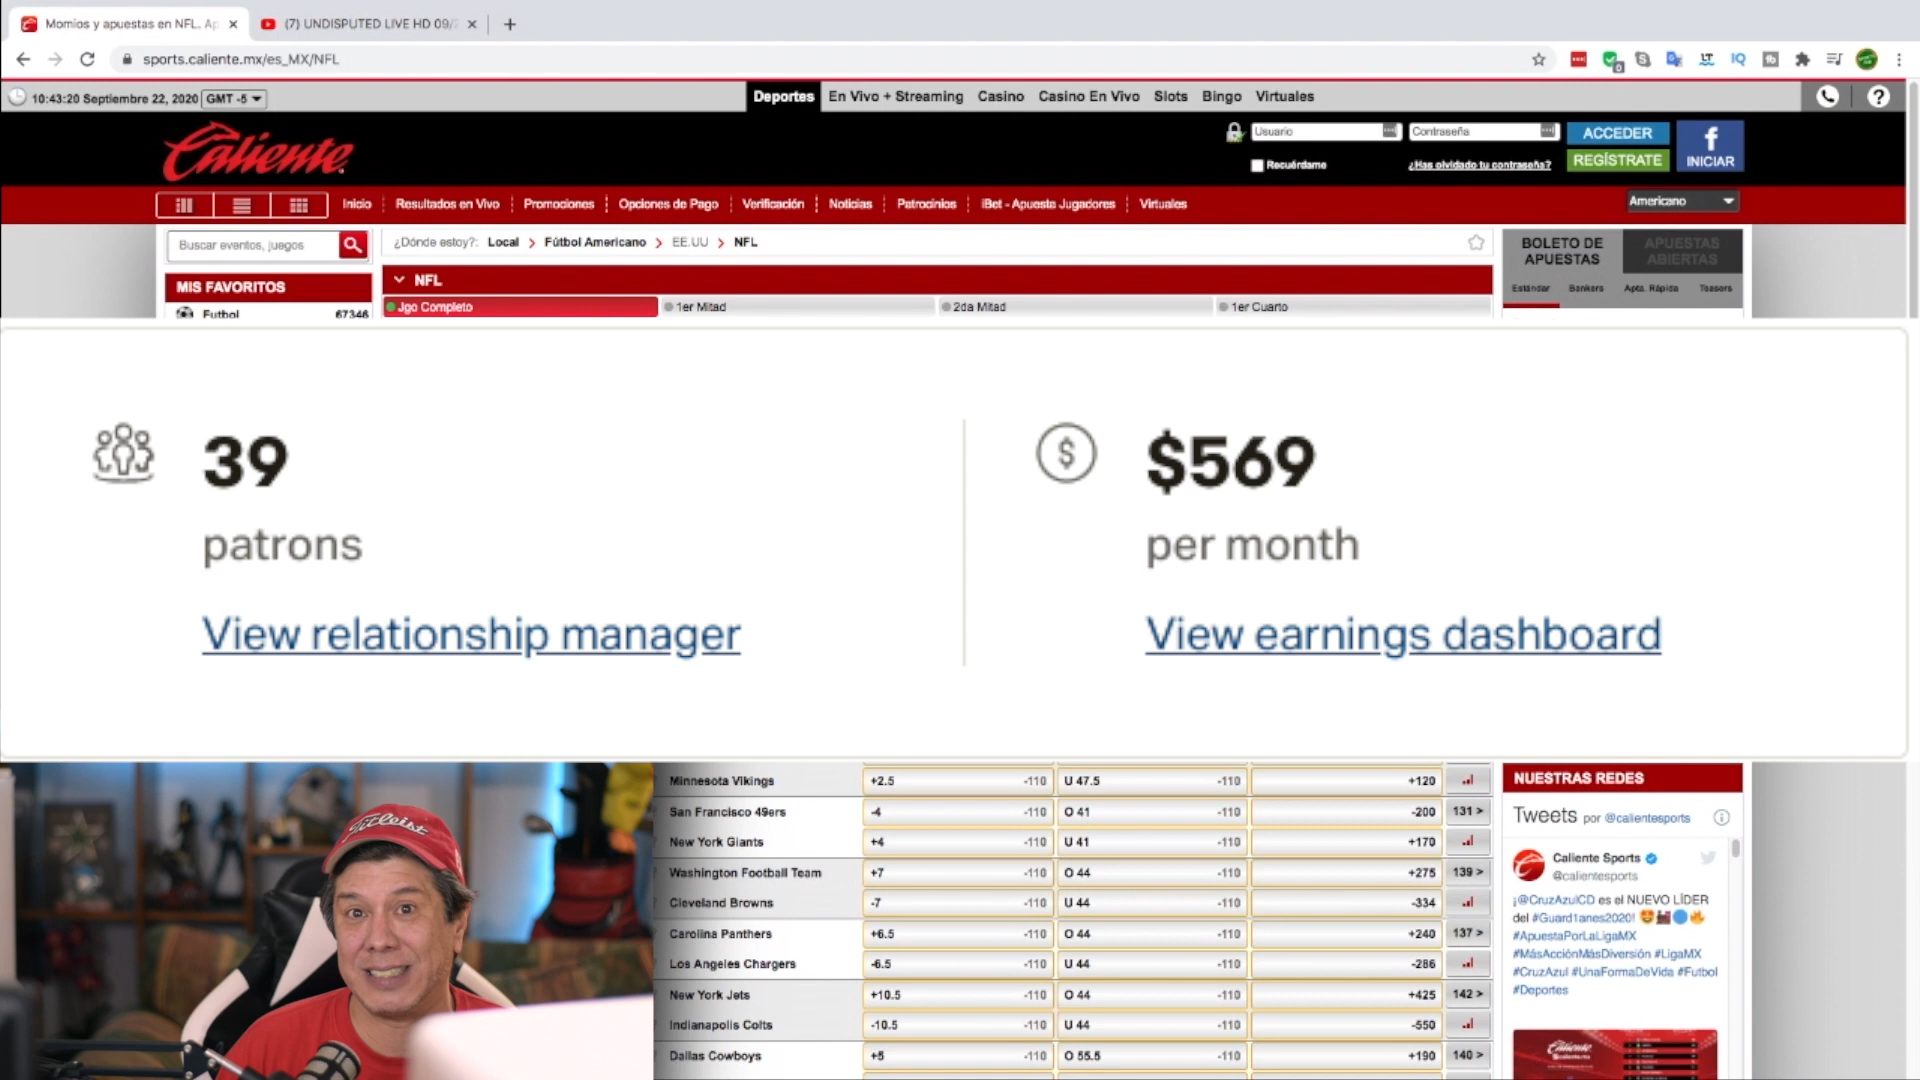 Momios y apuestas en NFL. Ap
(7) UNDISPUTED LIVE HD 09/
sports.caliente.mx/es_MX/NFL
10:43:20 Septiembre 22, 2020 GMT -5
Deportes En Vivo + Streaming Casino Casino En Vivo Slots Bingo Virtuales
Caliente
Usuario Contraseña ACCEDER
Recuérdame ¿Has olvidado tu contraseña? REGÍSTRATE
INICIAR
Inicio Resultados en Vivo Promociones Opciones de Pago Verificación Noticias Patrocinios iBet - Apuesta Jugadores Virtuales
Americano
Buscar eventos, juegos
¿Dónde estoy?: Local > Fútbol Americano > EE.UU > NFL
BOLETO DE APUESTAS
APUESTAS ABIERTAS
MIS FAVORITOS
NFL
Estándar Bankers Apta. Rápida Teasers
Futbol 67346
Jgo Completo 1er Mitad 2da Mitad 1er Cuarto
39
patrons
View relationship manager
$569
per month
View earnings dashboard
Titleist
Minnesota Vikings +2.5 -110 U 47.5 -110 +120
San Francisco 49ers -4 -110 O 41 -110 -200 131 >
New York Giants +4 -110 U 41 -110 +170
Washington Football Team +7 -110 O 44 -110 +275 139 >
Cleveland Browns -7 -110 U 44 -110 -334
Carolina Panthers +6.5 -110 O 44 -110 +240 137 >
Los Angeles Chargers -6.5 -110 U 44 -110 -286
New York Jets +10.5 -110 O 44 -110 +425 142 >
Indianapolis Colts -10.5 -110 U 44 -110 -550
Dallas Cowboys +5 -110 O 55.5 -110 +190 140 >
NUESTRAS REDES
Tweets por @calientesports
Caliente Sports
@calientesports
¡@CruzAzulCD es el NUEVO LÍDER
del #Guard1anes2020!
#ApuestaPorLaLigaMX
#MásAcciónMásDiversión #LigaMX
#CruzAzul #UnaFormaDeVida #Futbol
#Deportes
Caliente